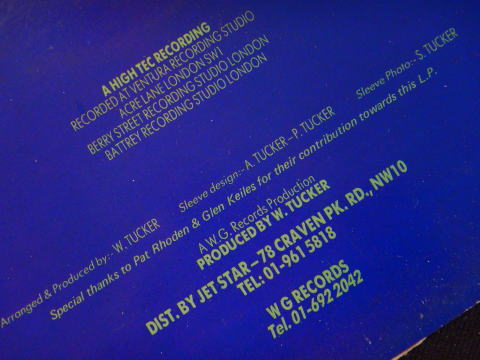 A HIGH TEC RECORDING
RECORDED AT VENTURA RECORDING STUDIO
ACRE LANE LONDON SW1
BERRY STREET RECORDING STUDIO LONDON
BATTREY RECORDING STUDIO LONDON
Arranged & Produced by:- W. TUCKER Sleeve design:- A. TUCKER-P. TUCKER Sleeve Photo:- S. TUCKER
Special thanks to Pat Rhoden & Glen Keiles for their contribution towards this L.P.
A W.G. Records Production
PRODUCED BY W. TUCKER
DIST. BY JET STAR-78 CRAVEN PK. RD., NW10
TEL: 01-961 5818
W G RECORDS
Tel. 01-692 2042